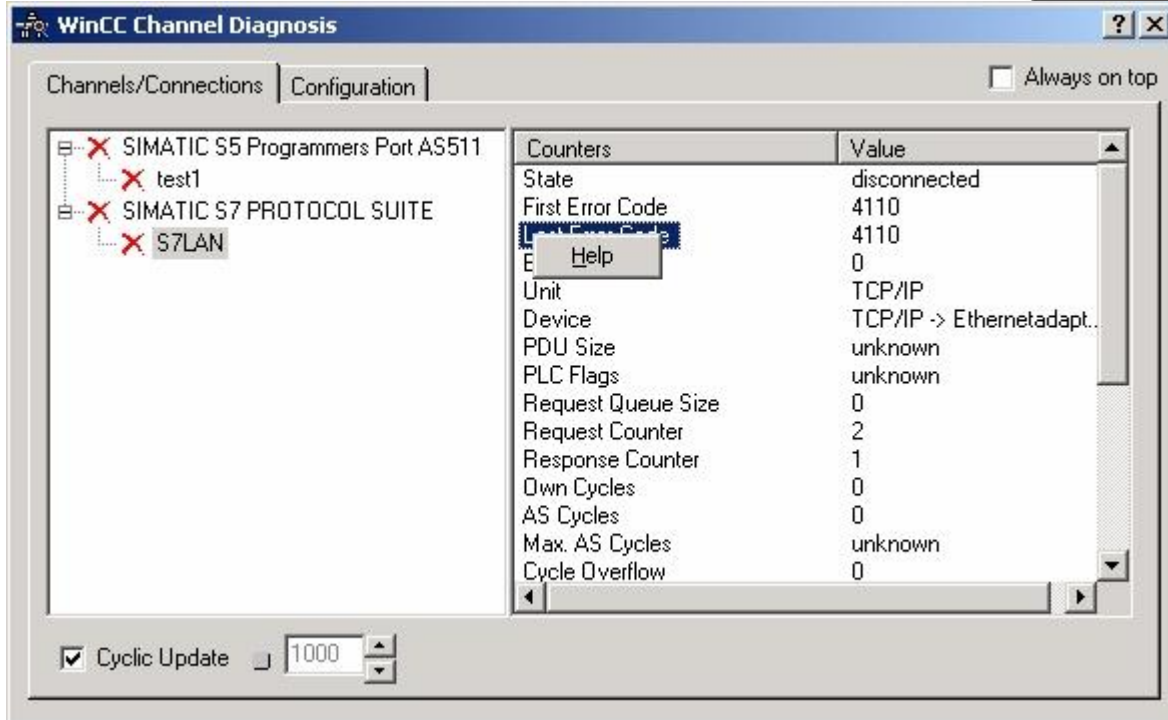 WinCC Channel Diagnosis
Channels/Connections Configuration Always on top
SIMATIC S5 Programmers Port AS511
test1
SIMATIC S7 PROTOCOL SUITE
S7LAN
Counters Value
State disconnected
First Error Code 4110
Last Error Code 4110
Help
E 0
Unit TCP/IP
Device TCP/IP -> Ethernetadapt..
PDU Size unknown
PLC Flags unknown
Request Queue Size 0
Request Counter 2
Response Counter 1
Own Cycles 0
AS Cycles 0
Max. AS Cycles unknown
Cycle Overflow 0
Cyclic Update 1000